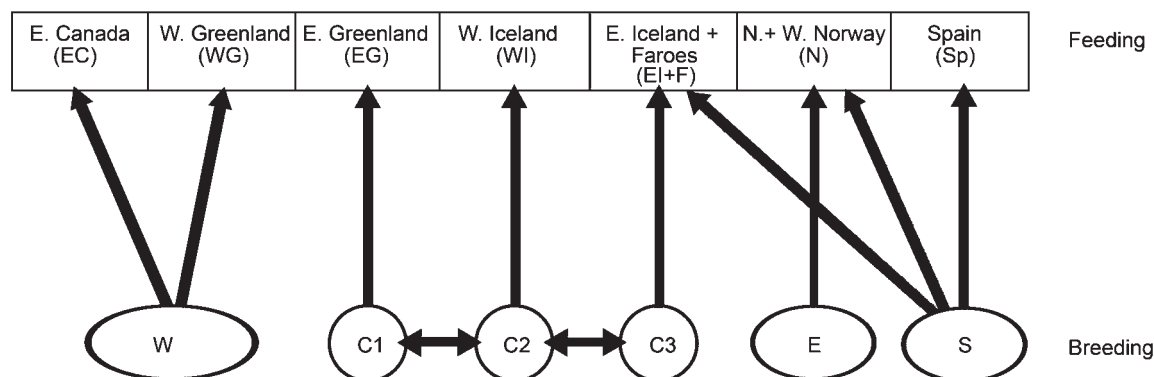 E. Canada
(EC)
W. Greenland
(WG)
E. Greenland
(EG)
W. Iceland
(WI)
E. Iceland +
Faroes
(EI+F)
N.+ W. Norway
(N)
Spain
(Sp)
Feeding
W
C1
C2
C3
E
S
Breeding